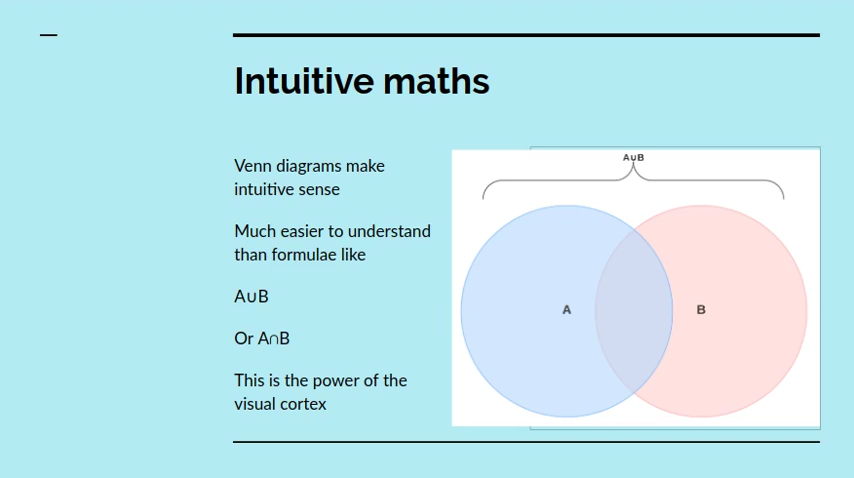 Intuitive maths
Venn diagrams make
intuitive sense
Much easier to understand
than formulae like
A∪B
Or A∩B
This is the power of the
visual cortex
A∪B
A
B